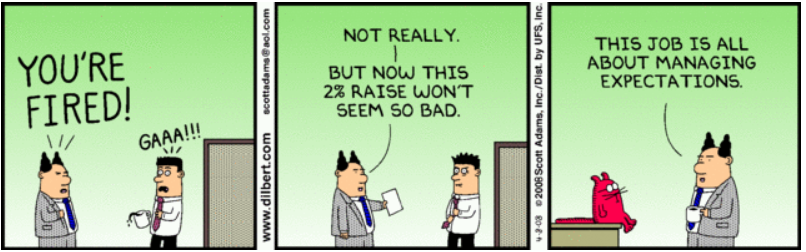 YOU'RE
FIRED!
GAAA!!!
www.dilbert.com
scottadams@aol.com
NOT REALLY.
BUT NOW THIS
2% RAISE WON'T
SEEM SO BAD.
4-3-08 ©2008 Scott Adams, Inc./Dist. by UFS, Inc.
THIS JOB IS ALL
ABOUT MANAGING
EXPECTATIONS.